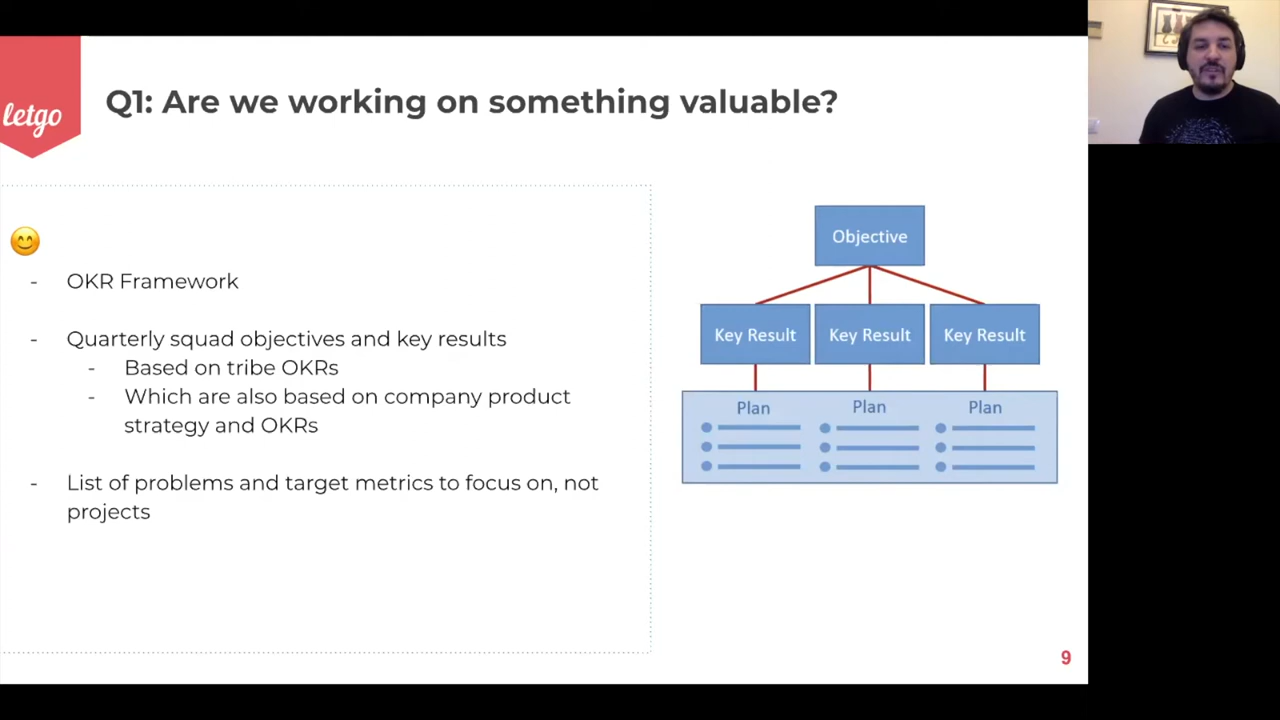 letgo
Q1: Are we working on something valuable?
- OKR Framework
- Quarterly squad objectives and key results
- Based on tribe OKRs
- Which are also based on company product
strategy and OKRs
- List of problems and target metrics to focus on, not
projects
Objective
Key Result
Key Result
Key Result
Plan
Plan
Plan
9